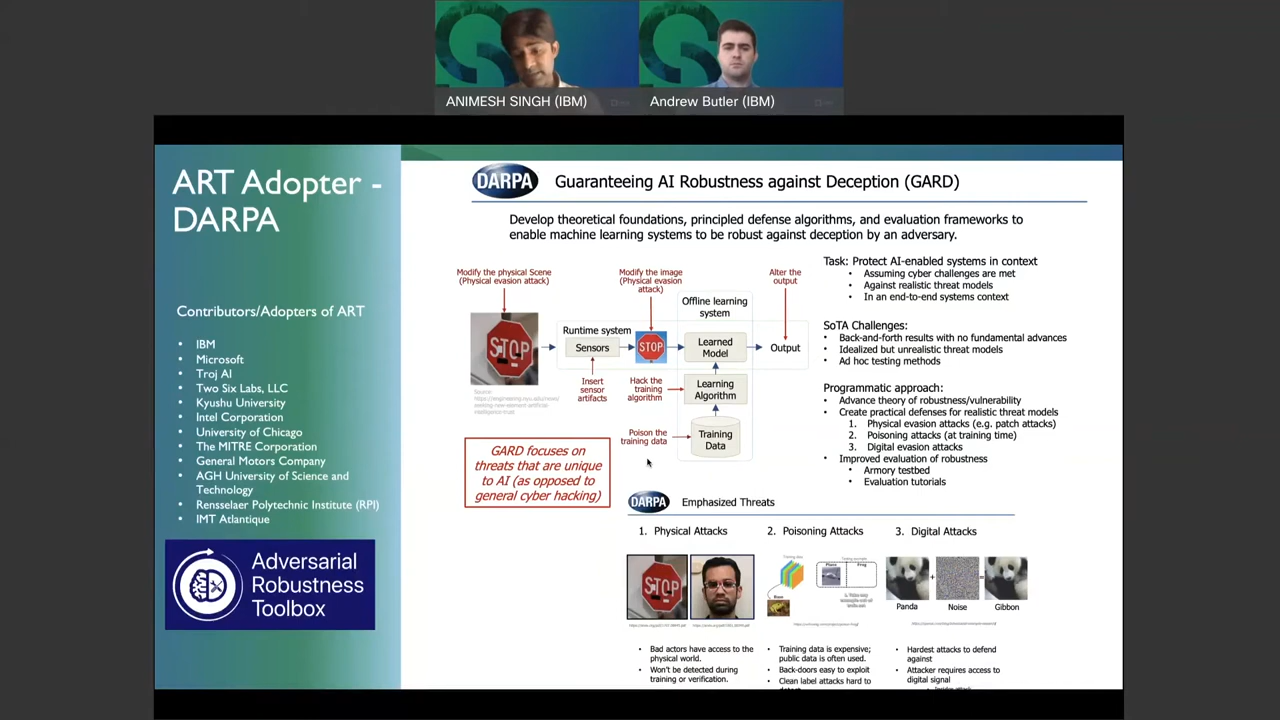 ANIMESH SINGH (IBM)
Andrew Butler (IBM)
ART Adopter -
DARPA
Contributors/Adopters of ART
• IBM
• Microsoft
• Troj AI
• Two Six Labs, LLC
• Kyushu University
• Intel Corporation
• University of Chicago
• The MITRE Corporation
• General Motors Company
• AGH University of Science and
Technology
• Rensselaer Polytechnic Institute (RPI)
• IMT Atlantique
Adversarial
Robustness
Toolbox
DARPA
Guaranteeing AI Robustness against Deception (GARD)
Develop theoretical foundations, principled defense algorithms, and evaluation frameworks to
enable machine learning systems to be robust against deception by an adversary.
Modify the physical Scene
(Physical evasion attack)
Modify the image
(Physical evasion
attack)
Alter the
output
Offline learning
system
Runtime system
Sensors
STOP
STOP
Learned
Model
Output
Insert
sensor
artifacts
Hack the
training
algorithm
Learning
Algorithm
Poison the
training data
Training
Data
Source:
GARD focuses on
threats that are unique
to AI (as opposed to
general cyber hacking)
Task: Protect AI-enabled systems in context
• Assuming cyber challenges are met
• Against realistic threat models
• In an end-to-end systems context
SoTA Challenges:
• Back-and-forth results with no fundamental advances
• Idealized but unrealistic threat models
• Ad hoc testing methods
Programmatic approach:
• Advance theory of robustness/vulnerability
• Create practical defenses for realistic threat models
1. Physical evasion attacks (e.g. patch attacks)
2. Poisoning attacks (at training time)
3. Digital evasion attacks
• Improved evaluation of robustness
• Armory testbed
• Evaluation tutorials
DARPA
Emphasized Threats
1. Physical Attacks
STOP
• Bad actors have access to the
physical world.
• Won't be detected during
training or verification.
2. Poisoning Attacks
Training data
Base
Plane
Frog
• Training data is expensive;
public data is often used.
• Back-doors easy to exploit
• Clean label attacks hard to
3. Digital Attacks
Panda
+
Noise
=
Gibbon
• Hardest attacks to defend
against
• Attacker requires access to
digital signal